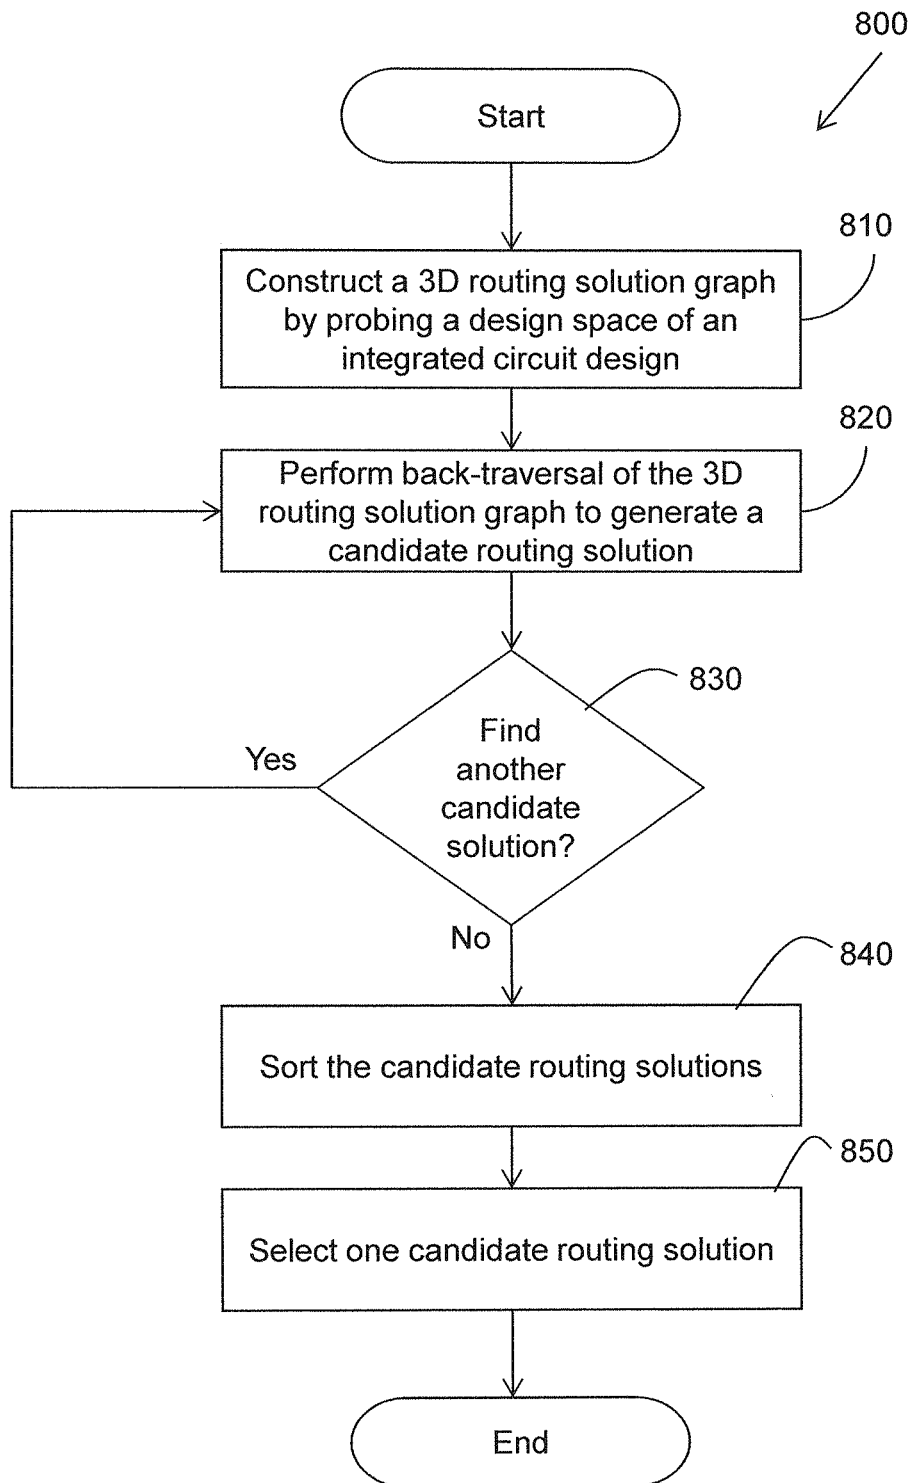 800
Start
810
Construct a 3D routing solution graph
by probing a design space of an
integrated circuit design
820
Perform back-traversal of the 3D
routing solution graph to generate a
candidate routing solution
830
Find
another
candidate
solution?
Yes
No
840
Sort the candidate routing solutions
850
Select one candidate routing solution
End